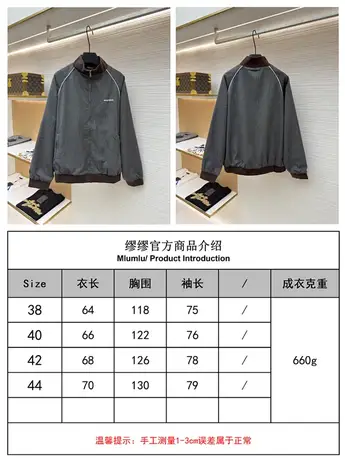 缪缪官方商品介绍
MIumIu/ Product Introduction
Size 衣长 胸围 袖长 / 成衣克重
38 64 118 75 /
40 66 122 76 /
42 68 126 78 / 660g
44 70 130 79 /
温馨提示：手工测量1-3cm误差属于正常